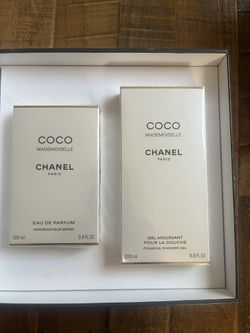 COCO
MADEMOISELLE
CHANEL
PARIS
EAU DE PARFUM
VAPORISATEUR SPRAY
100 ml 3.4 FL. OZ.
COCO
MADEMOISELLE
CHANEL
PARIS
GEL MOUSSANT
POUR LA DOUCHE
FOAMING SHOWER GEL
200 ml 6.8 FL. OZ.